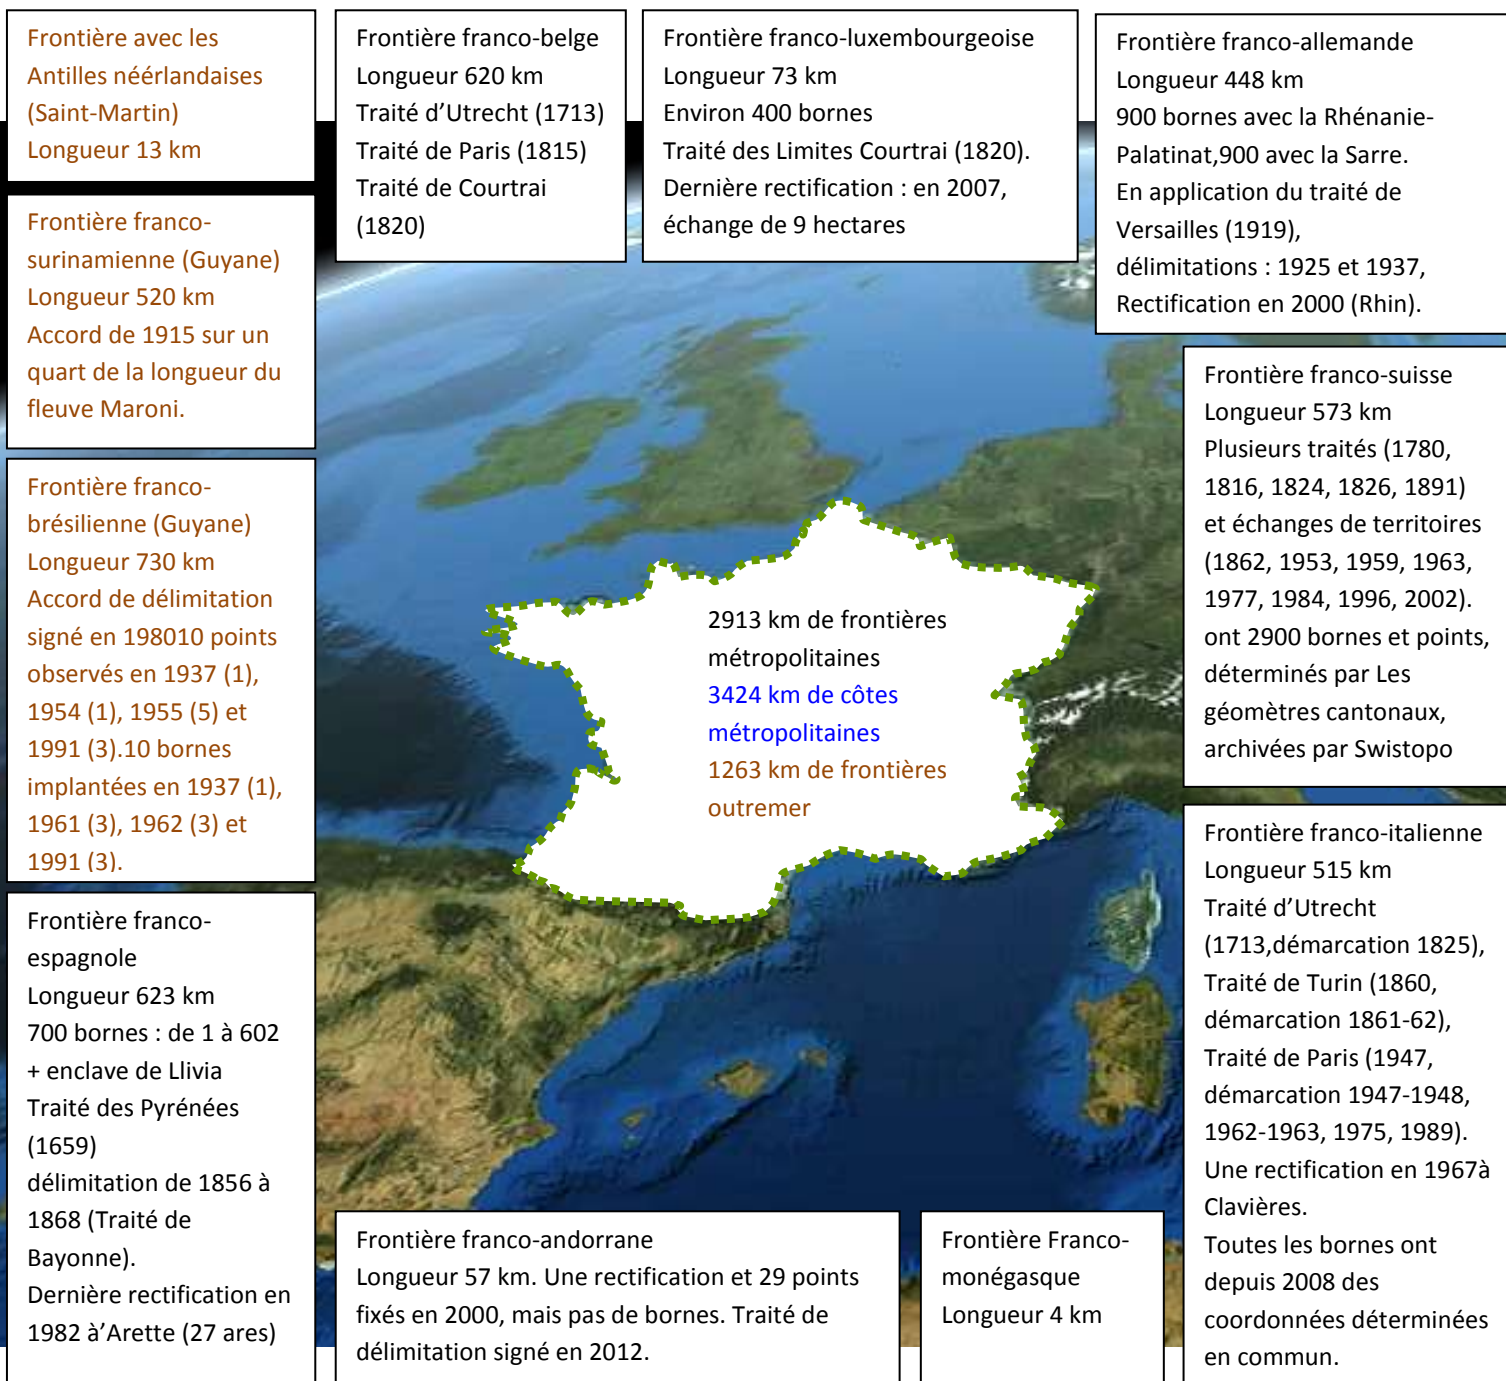 Frontière avec les
Antilles néérlandaises
(Saint-Martin)
Longueur 13 km
Frontière franco-belge
Longueur 620 km
Traité d’Utrecht (1713)
Traité de Paris (1815)
Traité de Courtrai
(1820)
Frontière franco-luxembourgeoise
Longueur 73 km
Environ 400 bornes
Traité des Limites Courtrai (1820).
Dernière rectification : en 2007,
échange de 9 hectares
Frontière franco-allemande
Longueur 448 km
900 bornes avec la Rhénanie-
Palatinat,900 avec la Sarre.
En application du traité de
Versailles (1919),
délimitations : 1925 et 1937,
Rectification en 2000 (Rhin).
Frontière franco-
surinamienne (Guyane)
Longueur 520 km
Accord de 1915 sur un
quart de la longueur du
fleuve Maroni.
Frontière franco-suisse
Longueur 573 km
Plusieurs traités (1780,
1816, 1824, 1826, 1891)
et échanges de territoires
(1862, 1953, 1959, 1963,
1977, 1984, 1996, 2002).
ont 2900 bornes et points,
déterminés par Les
géomètres cantonaux,
archivées par Swistopo
Frontière franco-
brésilienne (Guyane)
Longueur 730 km
Accord de délimitation
signé en 198010 points
observés en 1937 (1),
1954 (1), 1955 (5) et
1991 (3).10 bornes
implantées en 1937 (1),
1961 (3), 1962 (3) et
1991 (3).
2913 km de frontières
métropolitaines
3424 km de côtes
métropolitaines
1263 km de frontières
outremer
Frontière franco-italienne
Longueur 515 km
Traité d’Utrecht
(1713,démarcation 1825),
Traité de Turin (1860,
démarcation 1861-62),
Traité de Paris (1947,
démarcation 1947-1948,
1962-1963, 1975, 1989).
Une rectification en 1967à
Clavières.
Toutes les bornes ont
depuis 2008 des
coordonnées déterminées
en commun.
Frontière franco-
espagnole
Longueur 623 km
700 bornes : de 1 à 602
+ enclave de Llivia
Traité des Pyrénées
(1659)
délimitation de 1856 à
1868 (Traité de
Bayonne).
Dernière rectification en
1982 à’Arette (27 ares)
Frontière franco-andorrane
Longueur 57 km. Une rectification et 29 points
fixés en 2000, mais pas de bornes. Traité de
délimitation signé en 2012.
Frontière Franco-
monégasque
Longueur 4 km